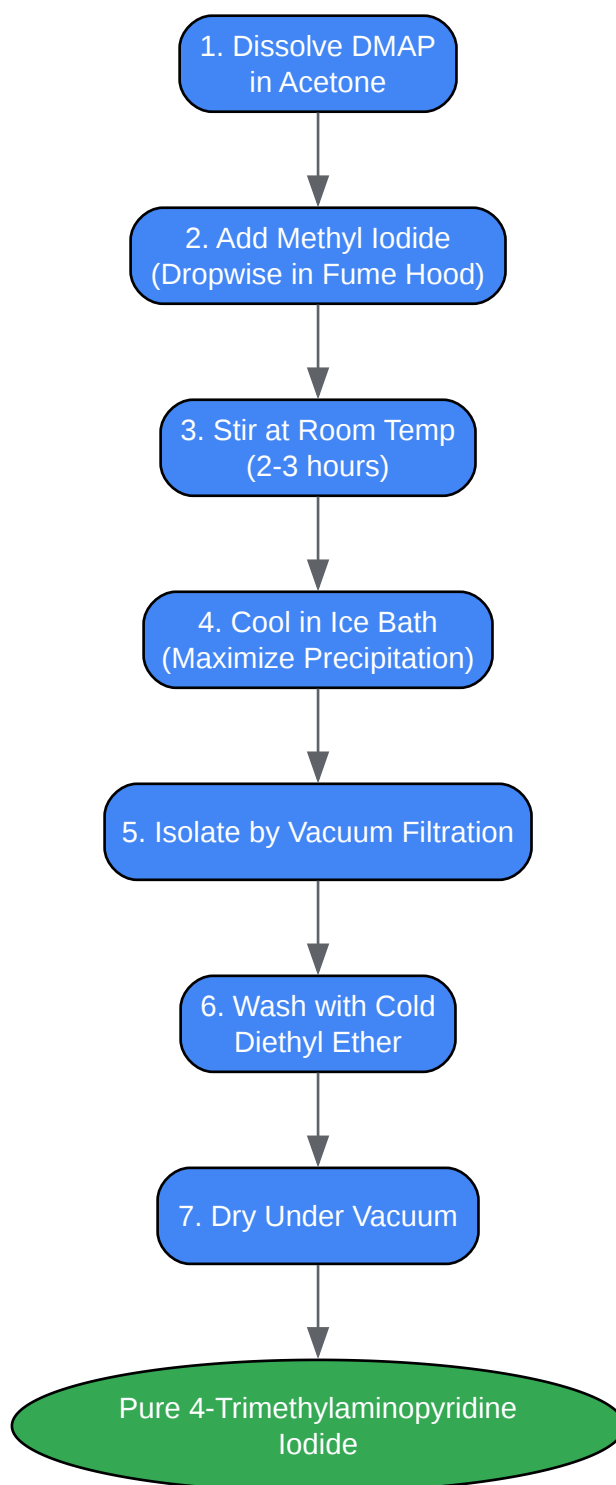 1. Dissolve DMAP
in Acetone
2. Add Methyl Iodide
(Dropwise in Fume Hood)
3. Stir at Room Temp
(2-3 hours)
4. Cool in Ice Bath
(Maximize Precipitation)
5. Isolate by Vacuum Filtration
6. Wash with Cold
Diethyl Ether
7. Dry Under Vacuum
Pure 4-Trimethylaminopyridine
Iodide